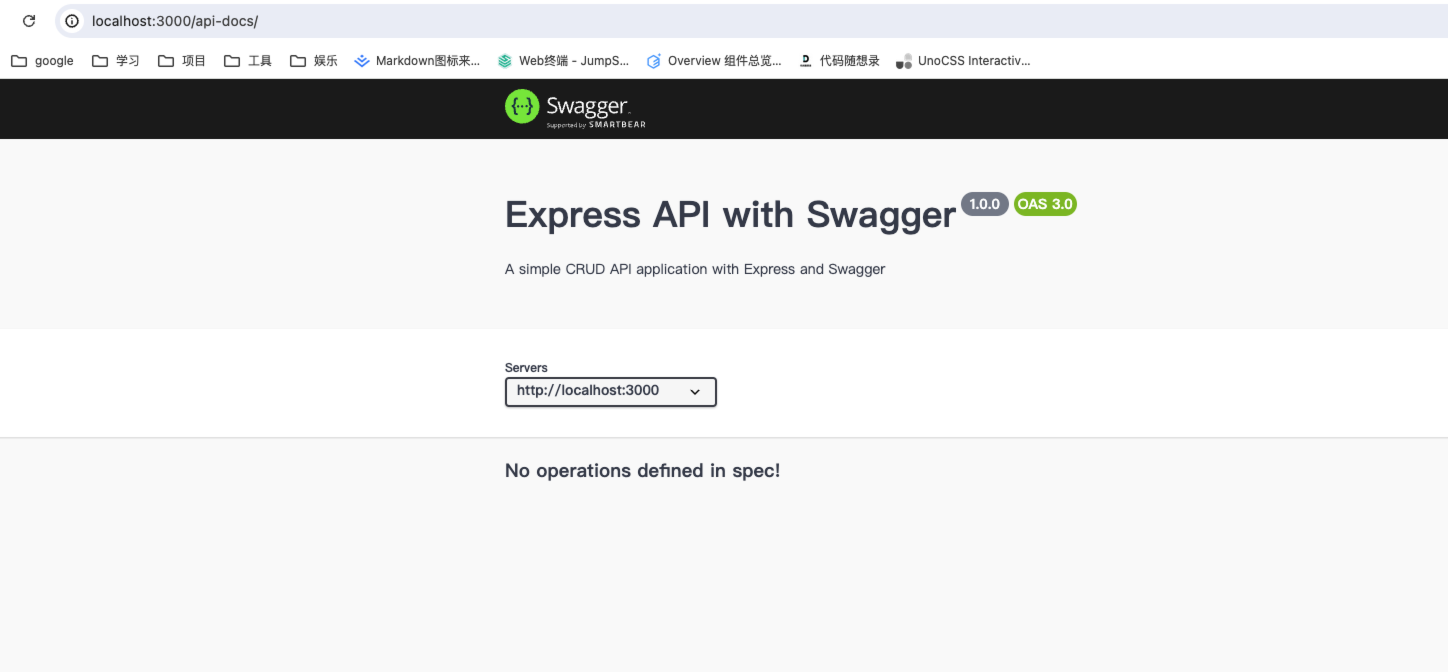 localhost:3000/api-docs/
google 学习 项目 工具 娱乐 Markdown图标来... Web终端 - JumpS... Overview 组件总览... 代码随想录 UnoCSS Interactiv...
{···} Swagger.
Supported by SMARTBEAR
Express API with Swagger 1.0.0 OAS 3.0
A simple CRUD API application with Express and Swagger
Servers
http://localhost:3000
No operations defined in spec!